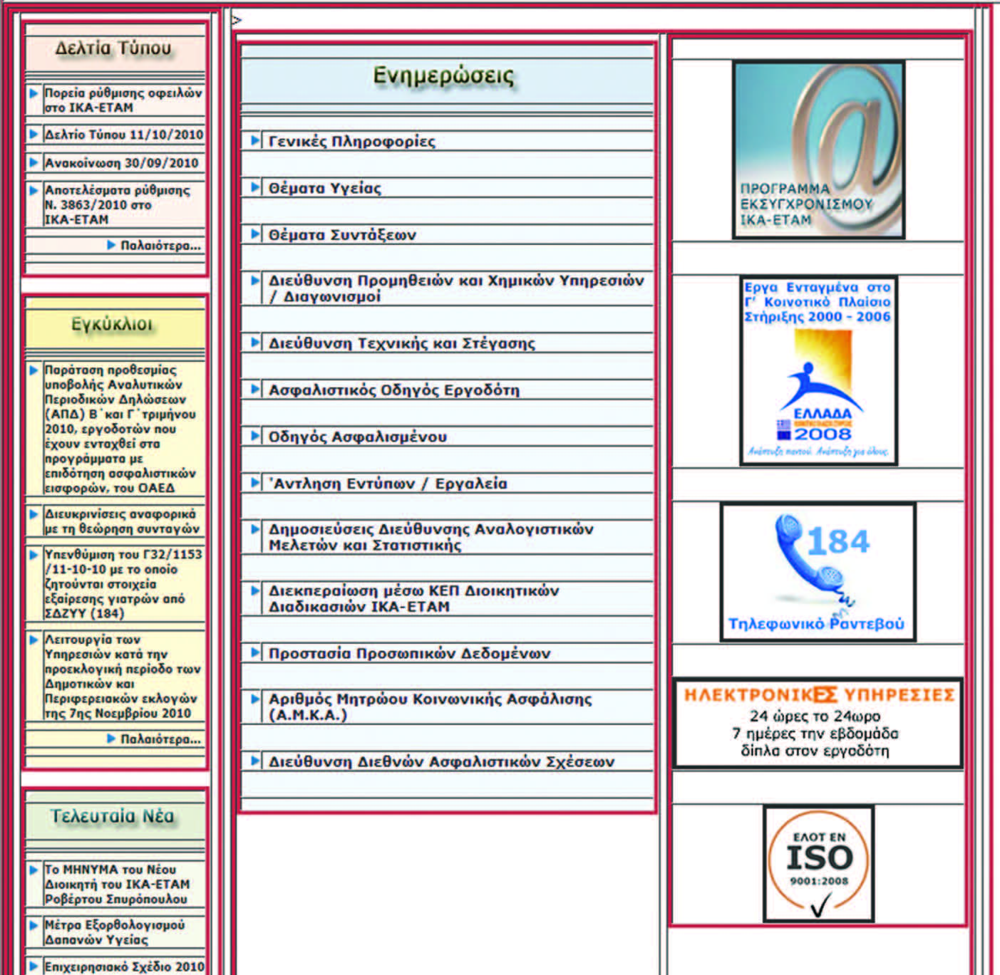 >
Δελτία Τύπου
Πορεία ρύθμισης οφειλών
στο ΙΚΑ-ΕΤΑΜ
Δελτίο Τύπου 11/10/2010
Ανακοίνωση 30/09/2010
Αποτελέσματα ρύθμισης
Ν. 3863/2010 στο
ΙΚΑ-ΕΤΑΜ
Παλαιότερα...
Εγκύκλιοι
Παράταση προθεσμίας
υποβολής Αναλυτικών
Περιοδικών Δηλώσεων
(ΑΠΔ) Β΄και Γ΄τριμήνου
2010, εργοδοτών που
έχουν ενταχθεί στα
προγράμματα με
επιδότηση ασφαλιστικών
εισφορών, του ΟΑΕΔ
Διευκρινίσεις αναφορικά
με τη θεώρηση συνταγών
Υπενθύμιση του Γ32/1153
/11-10-10 με το οποίο
ζητούνται στοιχεία
εξαίρεσης γιατρών από
ΣΔΖΥΥ (184)
Λειτουργία των
Υπηρεσιών κατά την
προεκλογική περίοδο των
Δημοτικών και
Περιφερειακών εκλογών
της 7ης Νοεμβρίου 2010
Παλαιότερα...
Τελευταία Νέα
Το ΜΗΝΥΜΑ του Νέου
Διοικητή του ΙΚΑ-ΕΤΑΜ
Ροβέρτου Σπυρόπουλου
Μέτρα Εξορθολογισμού
Δαπανών Υγείας
Επιχειρησιακό Σχέδιο 2010
Ενημερώσεις
Γενικές Πληροφορίες
Θέματα Υγείας
Θέματα Συντάξεων
Διεύθυνση Προμηθειών και Χημικών Υπηρεσιών
/ Διαγωνισμοί
Διεύθυνση Τεχνικής και Στέγασης
Ασφαλιστικός Οδηγός Εργοδότη
Οδηγός Ασφαλισμένου
'Αντληση Εντύπων / Εργαλεία
Δημοσιεύσεις Διεύθυνσης Αναλογιστικών
Μελετών και Στατιστικής
Διεκπεραίωση μέσω ΚΕΠ Διοικητικών
Διαδικασιών ΙΚΑ-ΕΤΑΜ
Προστασία Προσωπικών Δεδομένων
Αριθμός Μητρώου Κοινωνικής Ασφάλισης
(Α.Μ.Κ.Α.)
Διεύθυνση Διεθνών Ασφαλιστικών Σχέσεων
@
ΠΡΟΓΡΑΜΜΑ
ΕΚΣΥΓΧΡΟΝΙΣΜΟΥ
ΙΚΑ-ΕΤΑΜ
Εργα Ενταγμένα στο
Γ' Κοινοτικό Πλαίσιο
Στήριξης 2000 - 2006
ΕΛΛΑΔΑ
2008
Ανάπτυξη παντού. Ανάπτυξη για όλους.
184
Τηλεφωνικό Ραντεβού
ΗΛΕΚΤΡΟΝΙΚΕΣ ΥΠΗΡΕΣΙΕΣ
24 ώρες το 24ωρο
7 ημέρες την εβδομάδα
δίπλα στον εργοδότη
ΕΛΟΤ ΕΝ
ISO
9001:2008